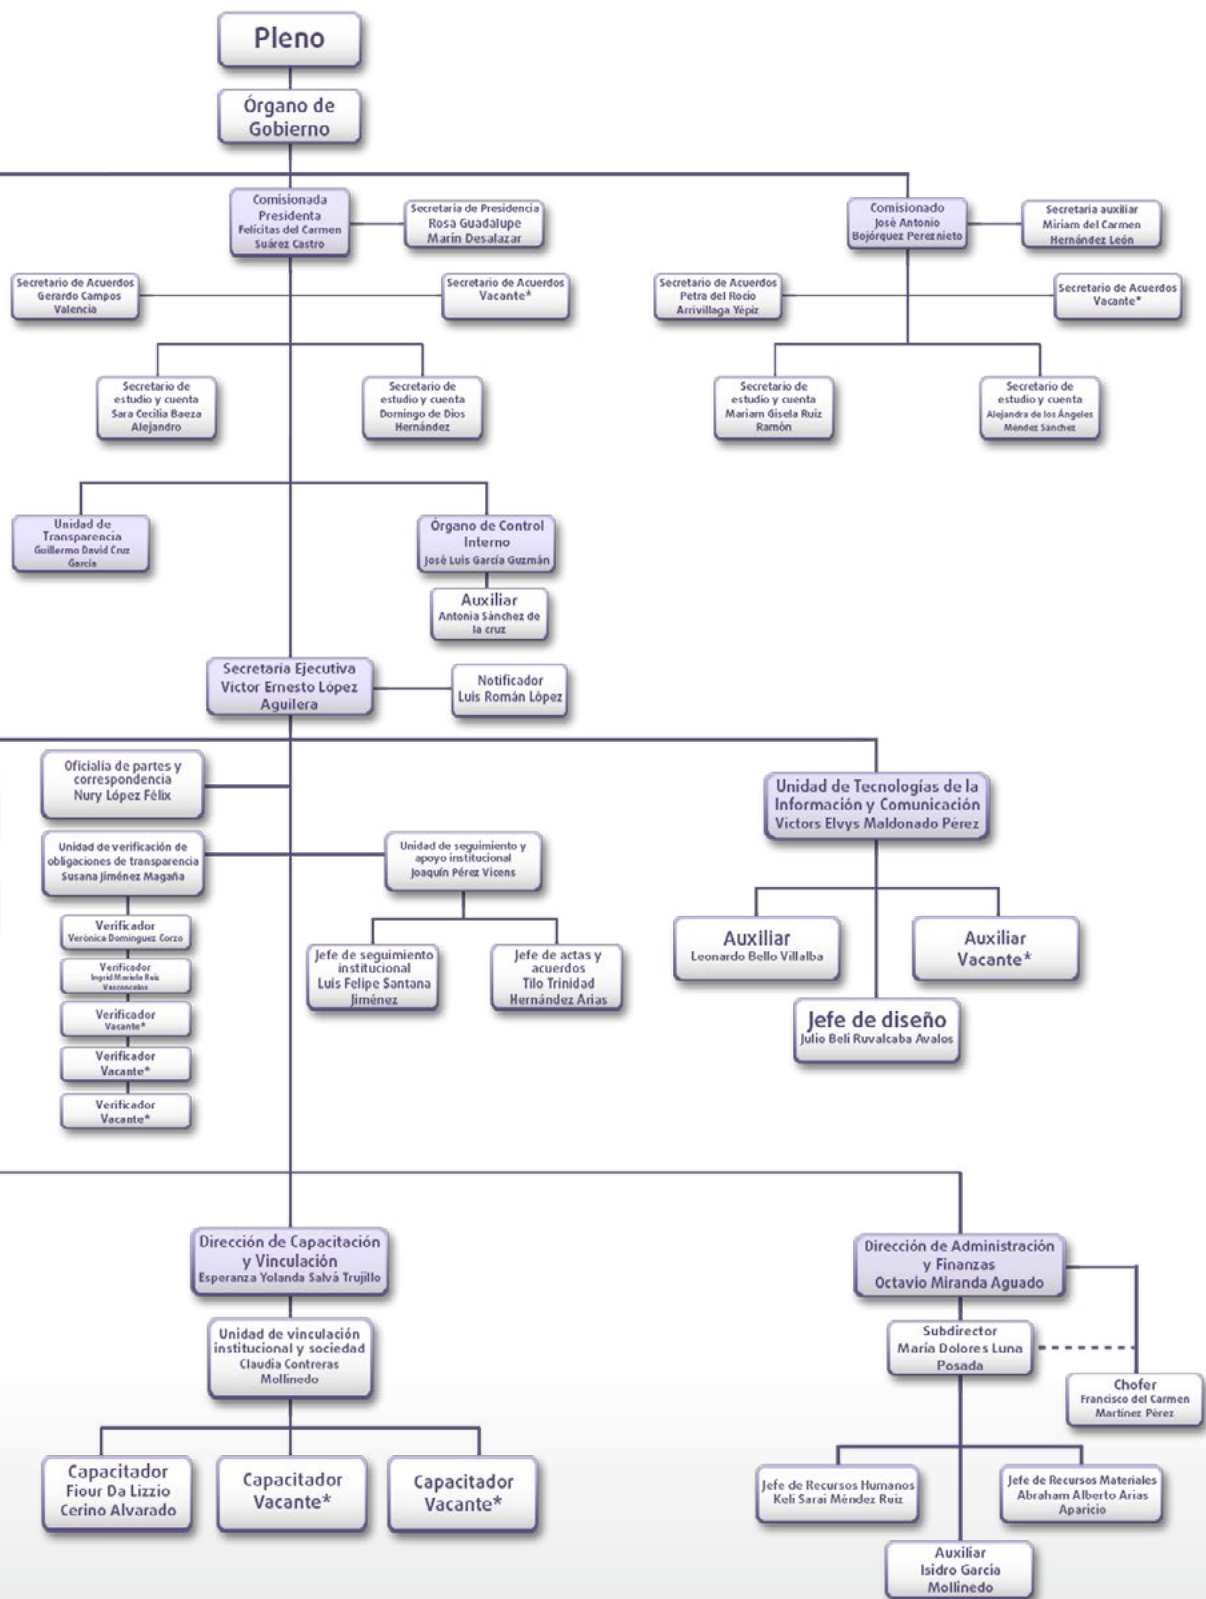 Pleno
Órgano de
Gobierno
Comisionada
Presidenta
Felícitas del Carmen
Suárez Castro
Secretaria de Presidencia
Rosa Guadalupe
Marín Desalazar
Comisionado
José Antonio
Bojórquez Pereznieto
Secretaria auxiliar
Miriam del Carmen
Hernández León
Secretario de Acuerdos
Gerardo Campos
Valencia
Secretario de Acuerdos
Vacante*
Secretario de Acuerdos
Petra del Rocío
Arrivillaga Yépiz
Secretario de Acuerdos
Vacante*
Secretario de
estudio y cuenta
Sara Cecilia Baeza
Alejandro
Secretario de
estudio y cuenta
Domingo de Dios
Hernández
Secretario de
estudio y cuenta
Mariam Gisela Ruiz
Ramón
Secretario de
estudio y cuenta
Alejandra de los Ángeles
Méndez Sánchez
Unidad de
Transparencia
Guillermo David Cruz
García
Órgano de Control
Interno
José Luis García Guzmán
Auxiliar
Antonia Sánchez de
la cruz
Secretaría Ejecutiva
Víctor Ernesto López
Aguilera
Notificador
Luis Román López
Oficialía de partes y
correspondencia
Nury López Félix
Unidad de Tecnologías de la
Información y Comunicación
Victors Elvys Maldonado Pérez
Unidad de verificación de
obligaciones de transparencia
Susana Jiménez Magaña
Unidad de seguimiento y
apoyo institucional
Joaquín Pérez Vicens
Verificador
Verónica Domínguez Corzo
Verificador
Ingrid Mariela Ruiz
Vasconcelos
Verificador
Vacante*
Verificador
Vacante*
Verificador
Vacante*
Jefe de seguimiento
institucional
Luis Felipe Santana
Jiménez
Jefe de actas y
acuerdos
Tilo Trinidad
Hernández Arias
Auxiliar
Leonardo Bello Villalba
Auxiliar
Vacante*
Jefe de diseño
Julio Beli Ruvalcaba Avalos
Dirección de Capacitación
y Vinculación
Esperanza Yolanda Salvá Trujillo
Unidad de vinculación
institucional y sociedad
Claudia Contreras
Mollinedo
Capacitador
Fiour Da Lizzio
Cerino Alvarado
Capacitador
Vacante*
Capacitador
Vacante*
Dirección de Administración
y Finanzas
Octavio Miranda Aguado
Subdirector
María Dolores Luna
Posada
Chofer
Francisco del Carmen
Martínez Pérez
Jefe de Recursos Humanos
Keli Sarai Méndez Ruiz
Jefe de Recursos Materiales
Abraham Alberto Arias
Aparicio
Auxiliar
Isidro García
Mollinedo